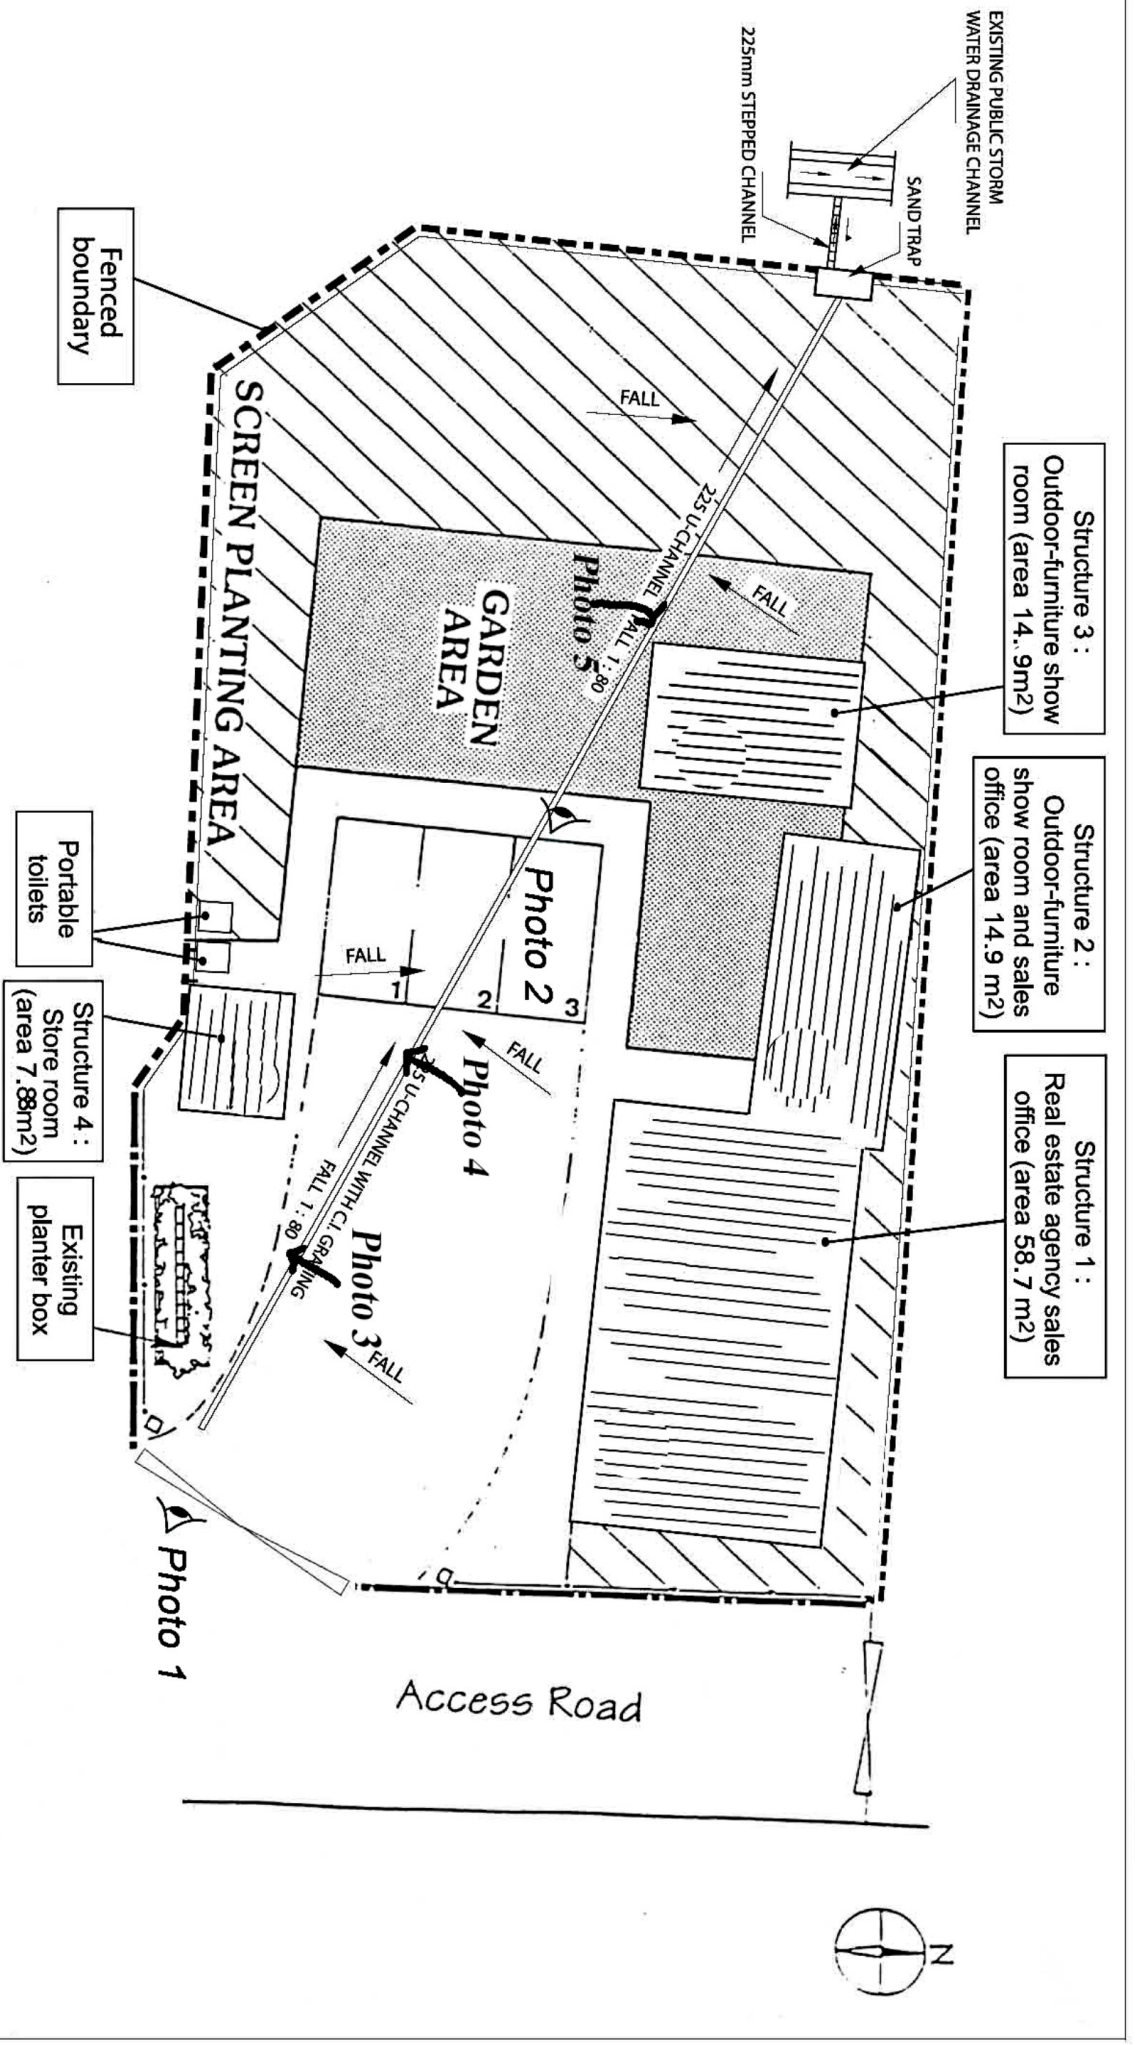 EXISTING PUBLIC STORM
WATER DRAINAGE CHANNEL
SAND TRAP
225mm STEPPED CHANNEL
Structure 3 :
Outdoor-furniture show
room (area 14. 9m2)
Structure 2 :
Outdoor-furniture
show room and sales
office (area 14.9 m2)
Structure 1 :
Real estate agency sales
office (area 58.7 m2)
N
FALL
225 U-CHANNEL FALL 1:80
FALL
Photo 5
GARDEN
AREA
SCREEN PLANTING AREA
Fenced
boundary
Photo 2
1
2
3
FALL
FALL
Photo 4
225 U-CHANNEL WITH C.I. GRATING
FALL 1:80
Photo 3
FALL
Photo 1
Access Road
Portable
toilets
Structure 4 :
Store room
(area 7.88m2)
Existing
planter box